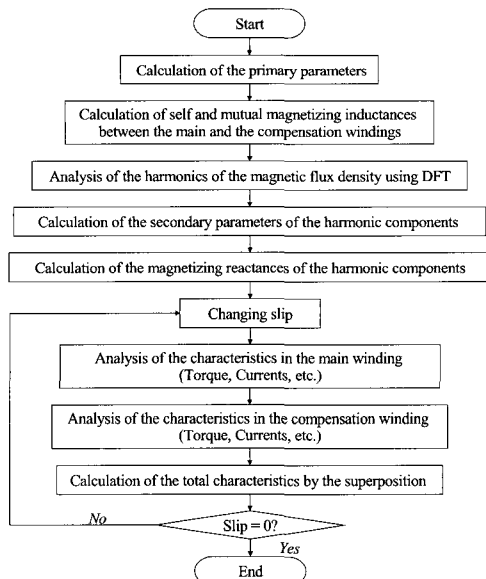 Start
Calculation of the primary parameters
Calculation of self and mutual magnetizing inductances
between the main and the compensation windings
Analysis of the harmonics of the magnetic flux density using DFT
Calculation of the secondary parameters of the harmonic components
Calculation of the magnetizing reactances of the harmonic components
Changing slip
Analysis of the characteristics in the main winding
(Torque, Currents, etc.)
Analysis of the characteristics in the compensation winding
(Torque, Currents, etc.)
Calculation of the total characteristics by the superposition
No
Slip = 0?
Yes
End